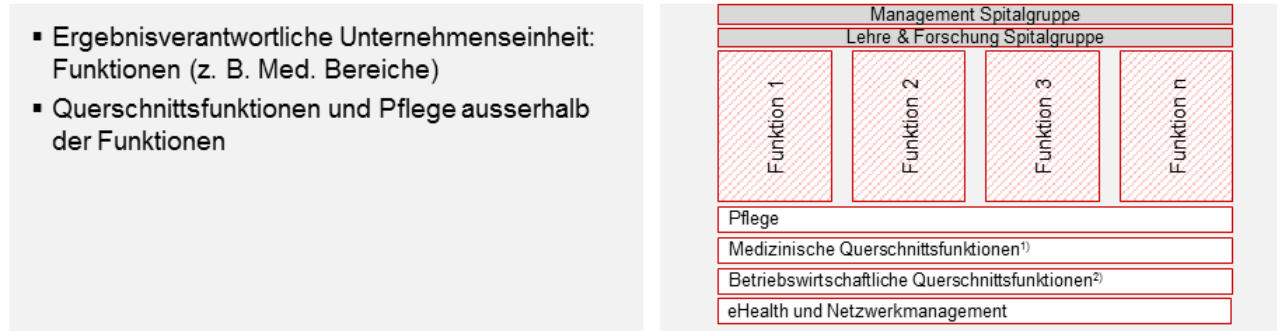 ▪ Ergebnisverantwortliche Unternehmenseinheit:
Funktionen (z. B. Med. Bereiche)
▪ Querschnittsfunktionen und Pflege ausserhalb
der Funktionen
Management Spitalgruppe
Lehre & Forschung Spitalgruppe
Funktion 1
Funktion 2
Funktion 3
Funktion n
Pflege
Medizinische Querschnittsfunktionen¹⁾
Betriebswirtschaftliche Querschnittsfunktionen²⁾
eHealth und Netzwerkmanagement